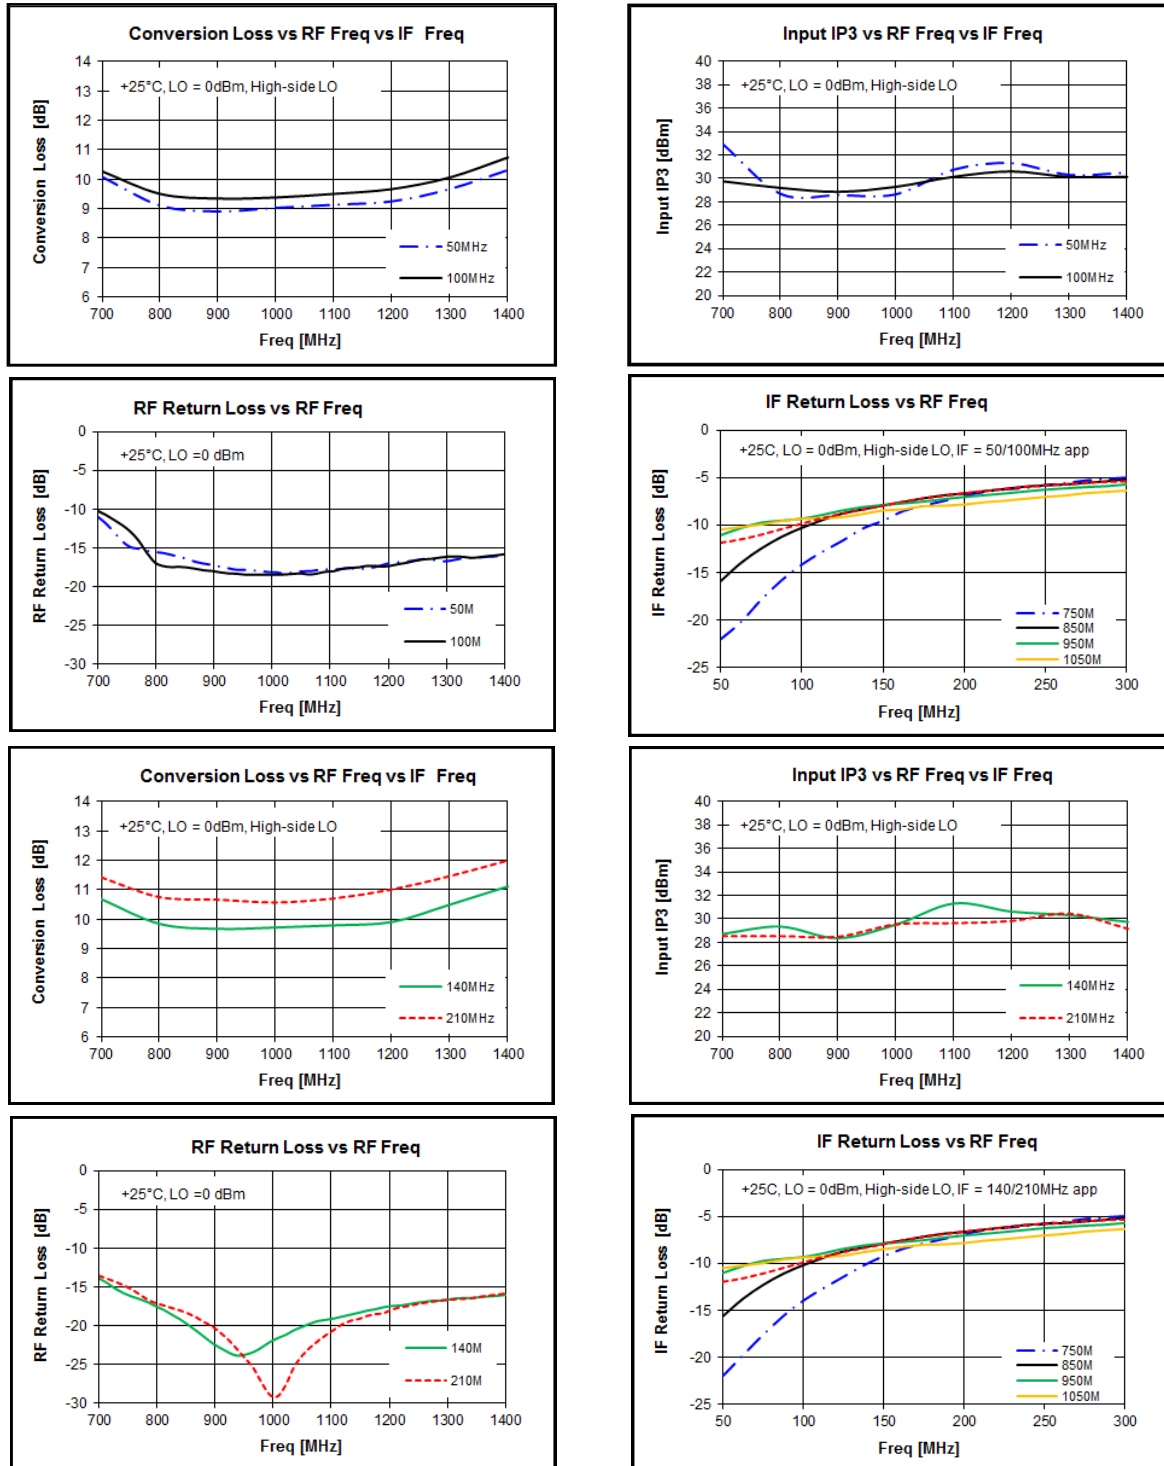 Conversion Loss vs RF Freq vs IF Freq
+25°C, LO = 0dBm, High-side LO
Conversion Loss [dB]
14
13
12
11
10
9
8
7
6
50MHz
100MHz
700 800 900 1000 1100 1200 1300 1400
Freq [MHz]
Input IP3 vs RF Freq vs IF Freq
+25°C, LO = 0dBm, High-side LO
Input IP3 [dBm]
40
38
36
34
32
30
28
26
24
22
20
50MHz
100MHz
700 800 900 1000 1100 1200 1300 1400
Freq [MHz]
RF Return Loss vs RF Freq
+25°C, LO =0 dBm
RF Return Loss [dB]
0
-5
-10
-15
-20
-25
-30
50M
100M
700 800 900 1000 1100 1200 1300 1400
Freq [MHz]
IF Return Loss vs RF Freq
+25C, LO = 0dBm, High-side LO, IF = 50/100MHz app
IF Return Loss [dB]
0
-5
-10
-15
-20
-25
750M
850M
950M
1050M
50 100 150 200 250 300
Freq [MHz]
Conversion Loss vs RF Freq vs IF Freq
+25°C, LO = 0dBm, High-side LO
Conversion Loss [dB]
14
13
12
11
10
9
8
7
6
140MHz
210MHz
700 800 900 1000 1100 1200 1300 1400
Freq [MHz]
Input IP3 vs RF Freq vs IF Freq
+25°C, LO = 0dBm, High-side LO
Input IP3 [dBm]
40
38
36
34
32
30
28
26
24
22
20
140MHz
210MHz
700 800 900 1000 1100 1200 1300 1400
Freq [MHz]
RF Return Loss vs RF Freq
+25°C, LO =0 dBm
RF Return Loss [dB]
0
-5
-10
-15
-20
-25
-30
140M
210M
700 800 900 1000 1100 1200 1300 1400
Freq [MHz]
IF Return Loss vs RF Freq
+25C, LO = 0dBm, High-side LO, IF = 140/210MHz app
IF Return Loss [dB]
0
-5
-10
-15
-20
-25
750M
850M
950M
1050M
50 100 150 200 250 300
Freq [MHz]